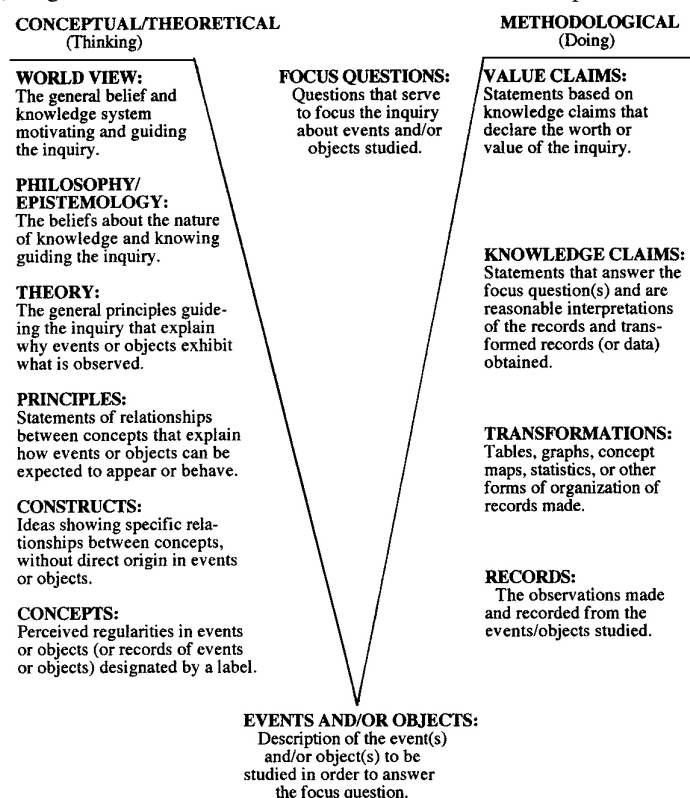 CONCEPTUAL/THEORETICAL
(Thinking)
WORLD VIEW:
The general belief and
knowledge system
motivating and guiding
the inquiry.
PHILOSOPHY/
EPISTEMOLOGY:
The beliefs about the nature
of knowledge and knowing
guiding the inquiry.
THEORY:
The general principles guide-
ing the inquiry that explain
why events or objects exhibit
what is observed.
PRINCIPLES:
Statements of relationships
between concepts that explain
how events or objects can be
expected to appear or behave.
CONSTRUCTS:
Ideas showing specific rela-
tionships between concepts,
without direct origin in events
or objects.
CONCEPTS:
Perceived regularities in events
or objects (or records of events
or objects) designated by a label.
FOCUS QUESTIONS:
Questions that serve
to focus the inquiry
about events and/or
objects studied.
METHODOLOGICAL
(Doing)
VALUE CLAIMS:
Statements based on
knowledge claims that
declare the worth or
value of the inquiry.
KNOWLEDGE CLAIMS:
Statements that answer the
focus question(s) and are
reasonable interpretations
of the records and trans-
formed records (or data)
obtained.
TRANSFORMATIONS:
Tables, graphs, concept
maps, statistics, or other
forms of organization of
records made.
RECORDS:
The observations made
and recorded from the
events/objects studied.
EVENTS AND/OR OBJECTS:
Description of the event(s)
and/or object(s) to be
studied in order to answer
the focus question.